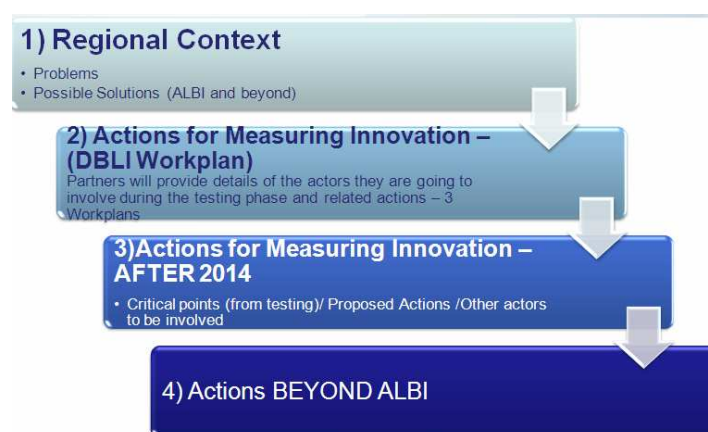 1) Regional Context
• Problems
• Possible Solutions (ALBI and beyond)
2) Actions for Measuring Innovation –
(DBLI Workplan)
Partners will provide details of the actors they are going to
involve during the testing phase and related actions – 3
Workplans
3)Actions for Measuring Innovation –
AFTER 2014
• Critical points (from testing)/ Proposed Actions /Other actors
to be involved
4) Actions BEYOND ALBI